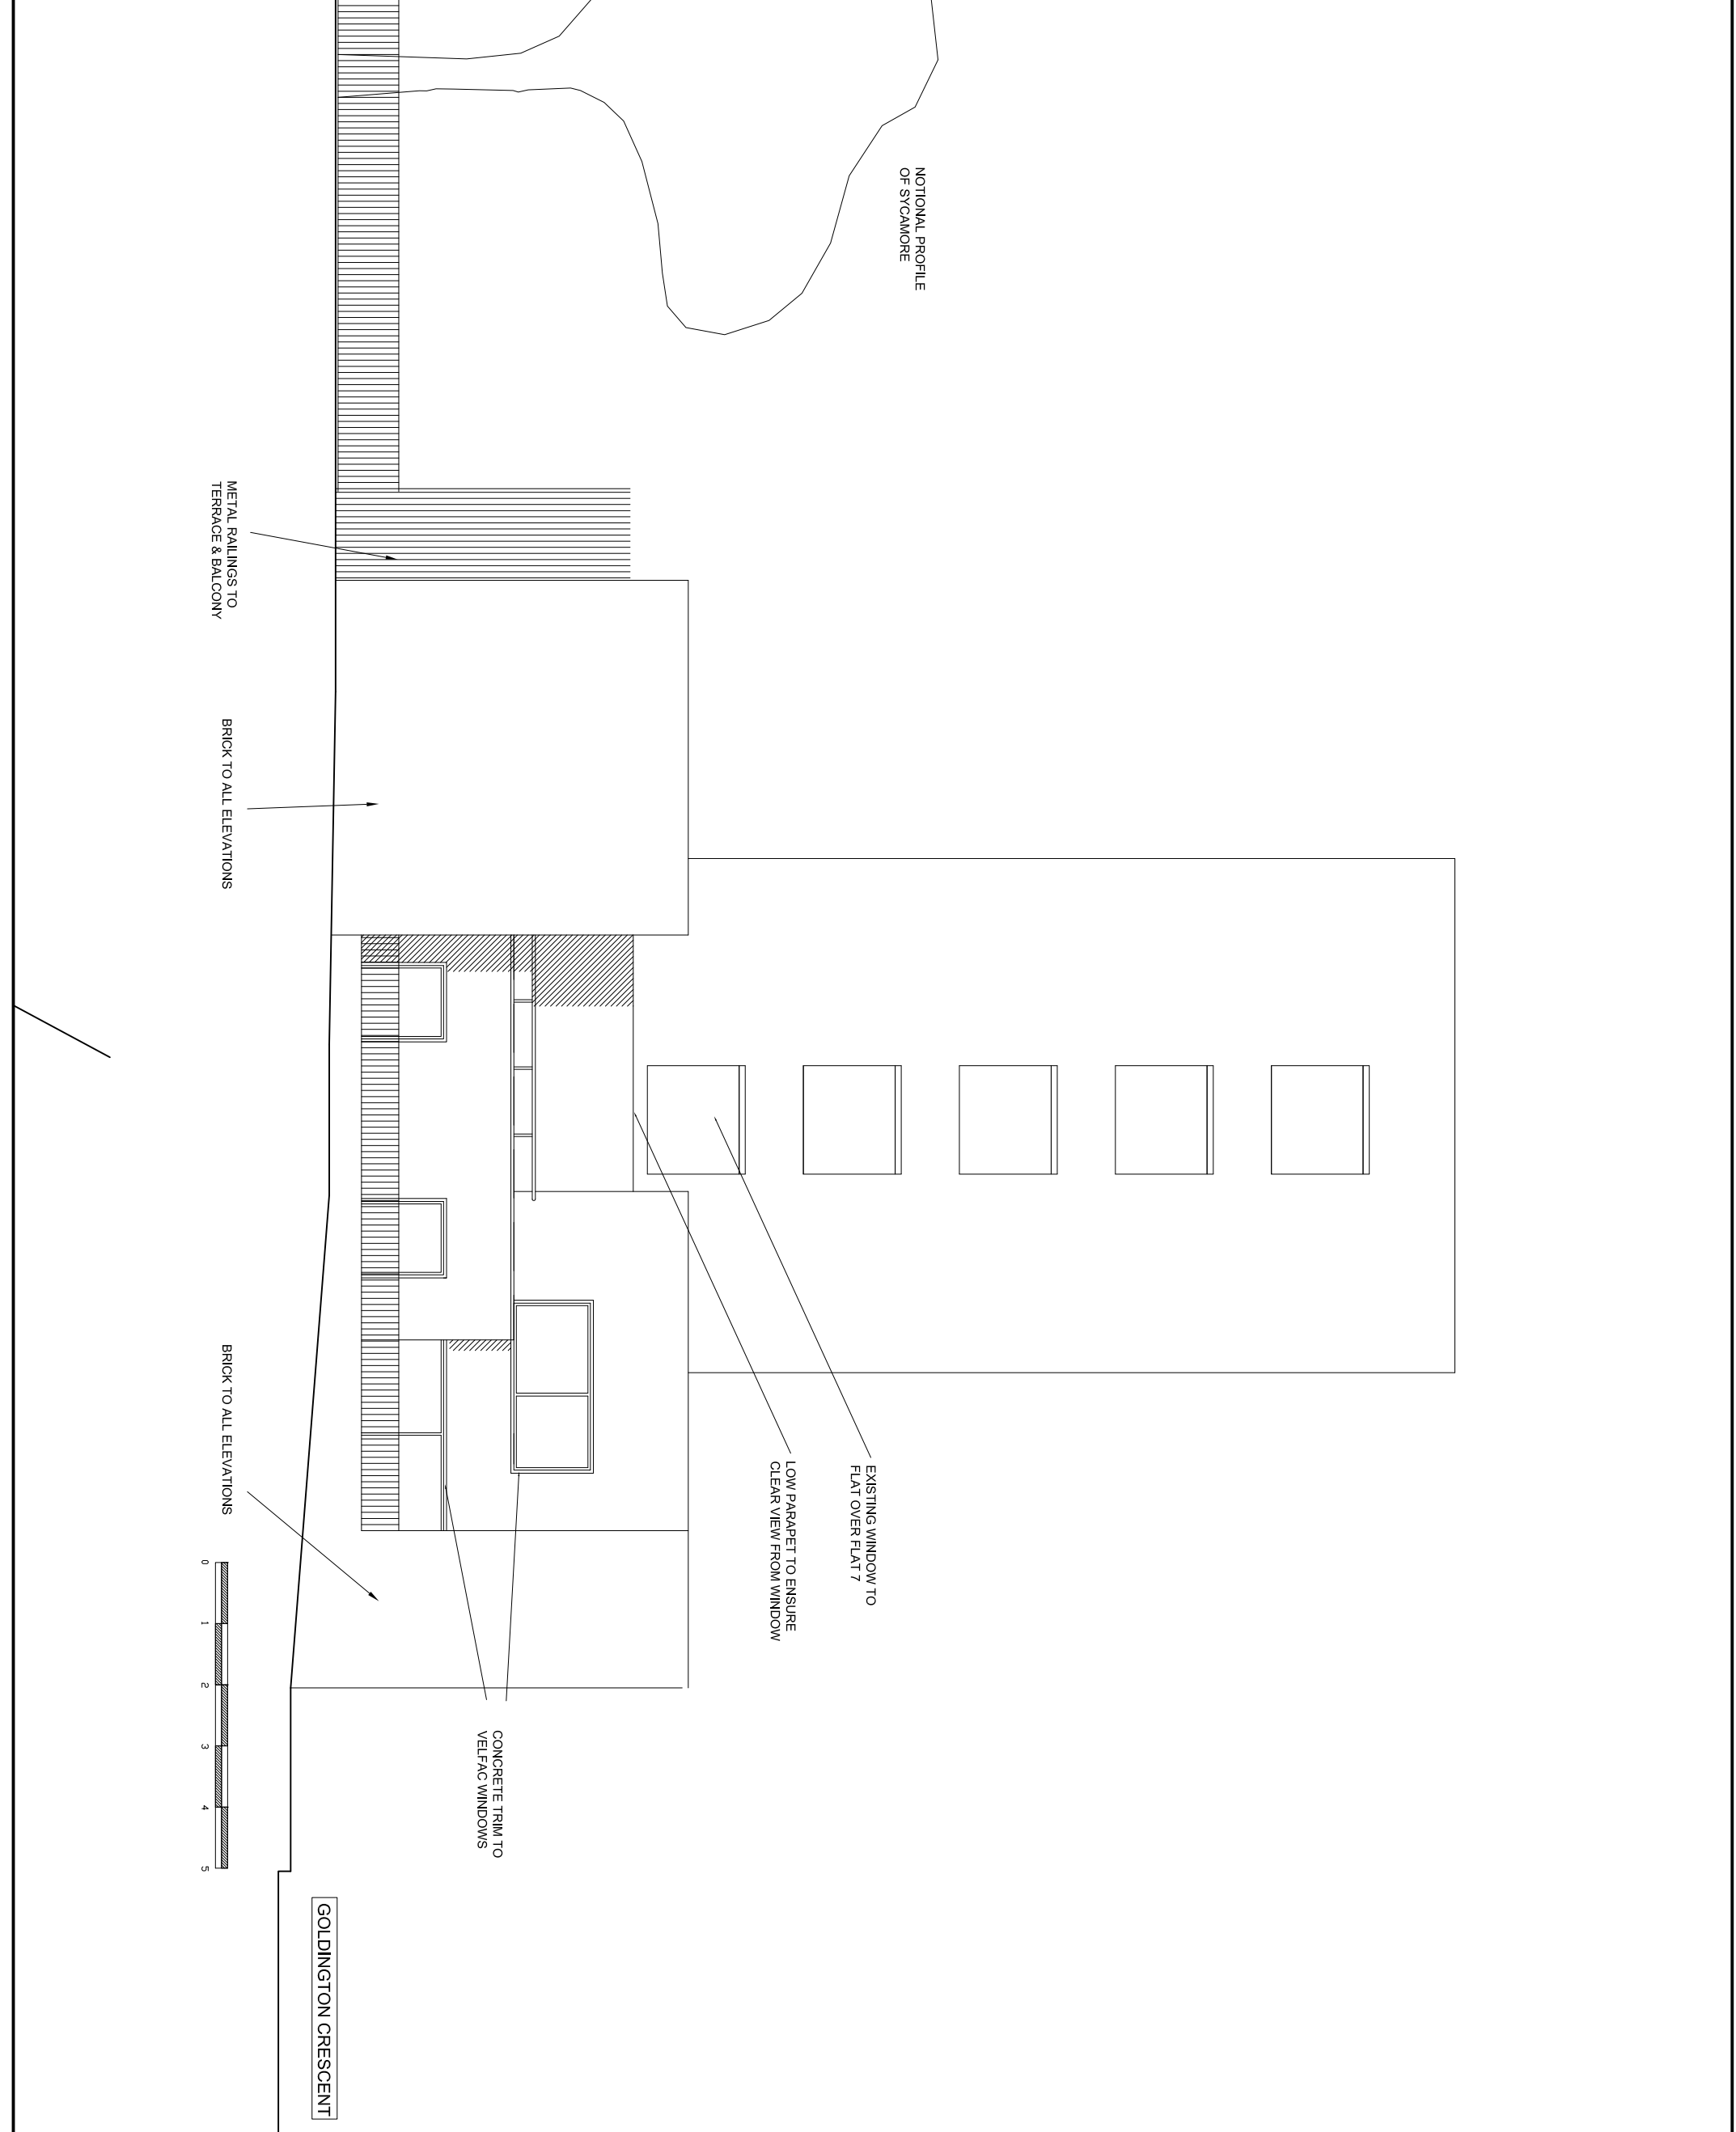 NOTIONAL PROFILE
OF SYCAMORE
EXISTING WINDOW TO
FLAT OVER FLAT 7
LOW PARAPET TO ENSURE
CLEAR VIEW FROM WINDOW
CONCRETE TRIM TO
VELFAC WINDOWS
GOLDINGTON CRESCENT
METAL RAILINGS TO
TERRACE & BALCONY
BRICK TO ALL ELEVATIONS
BRICK TO ALL ELEVATIONS
0 1 2 3 4 5